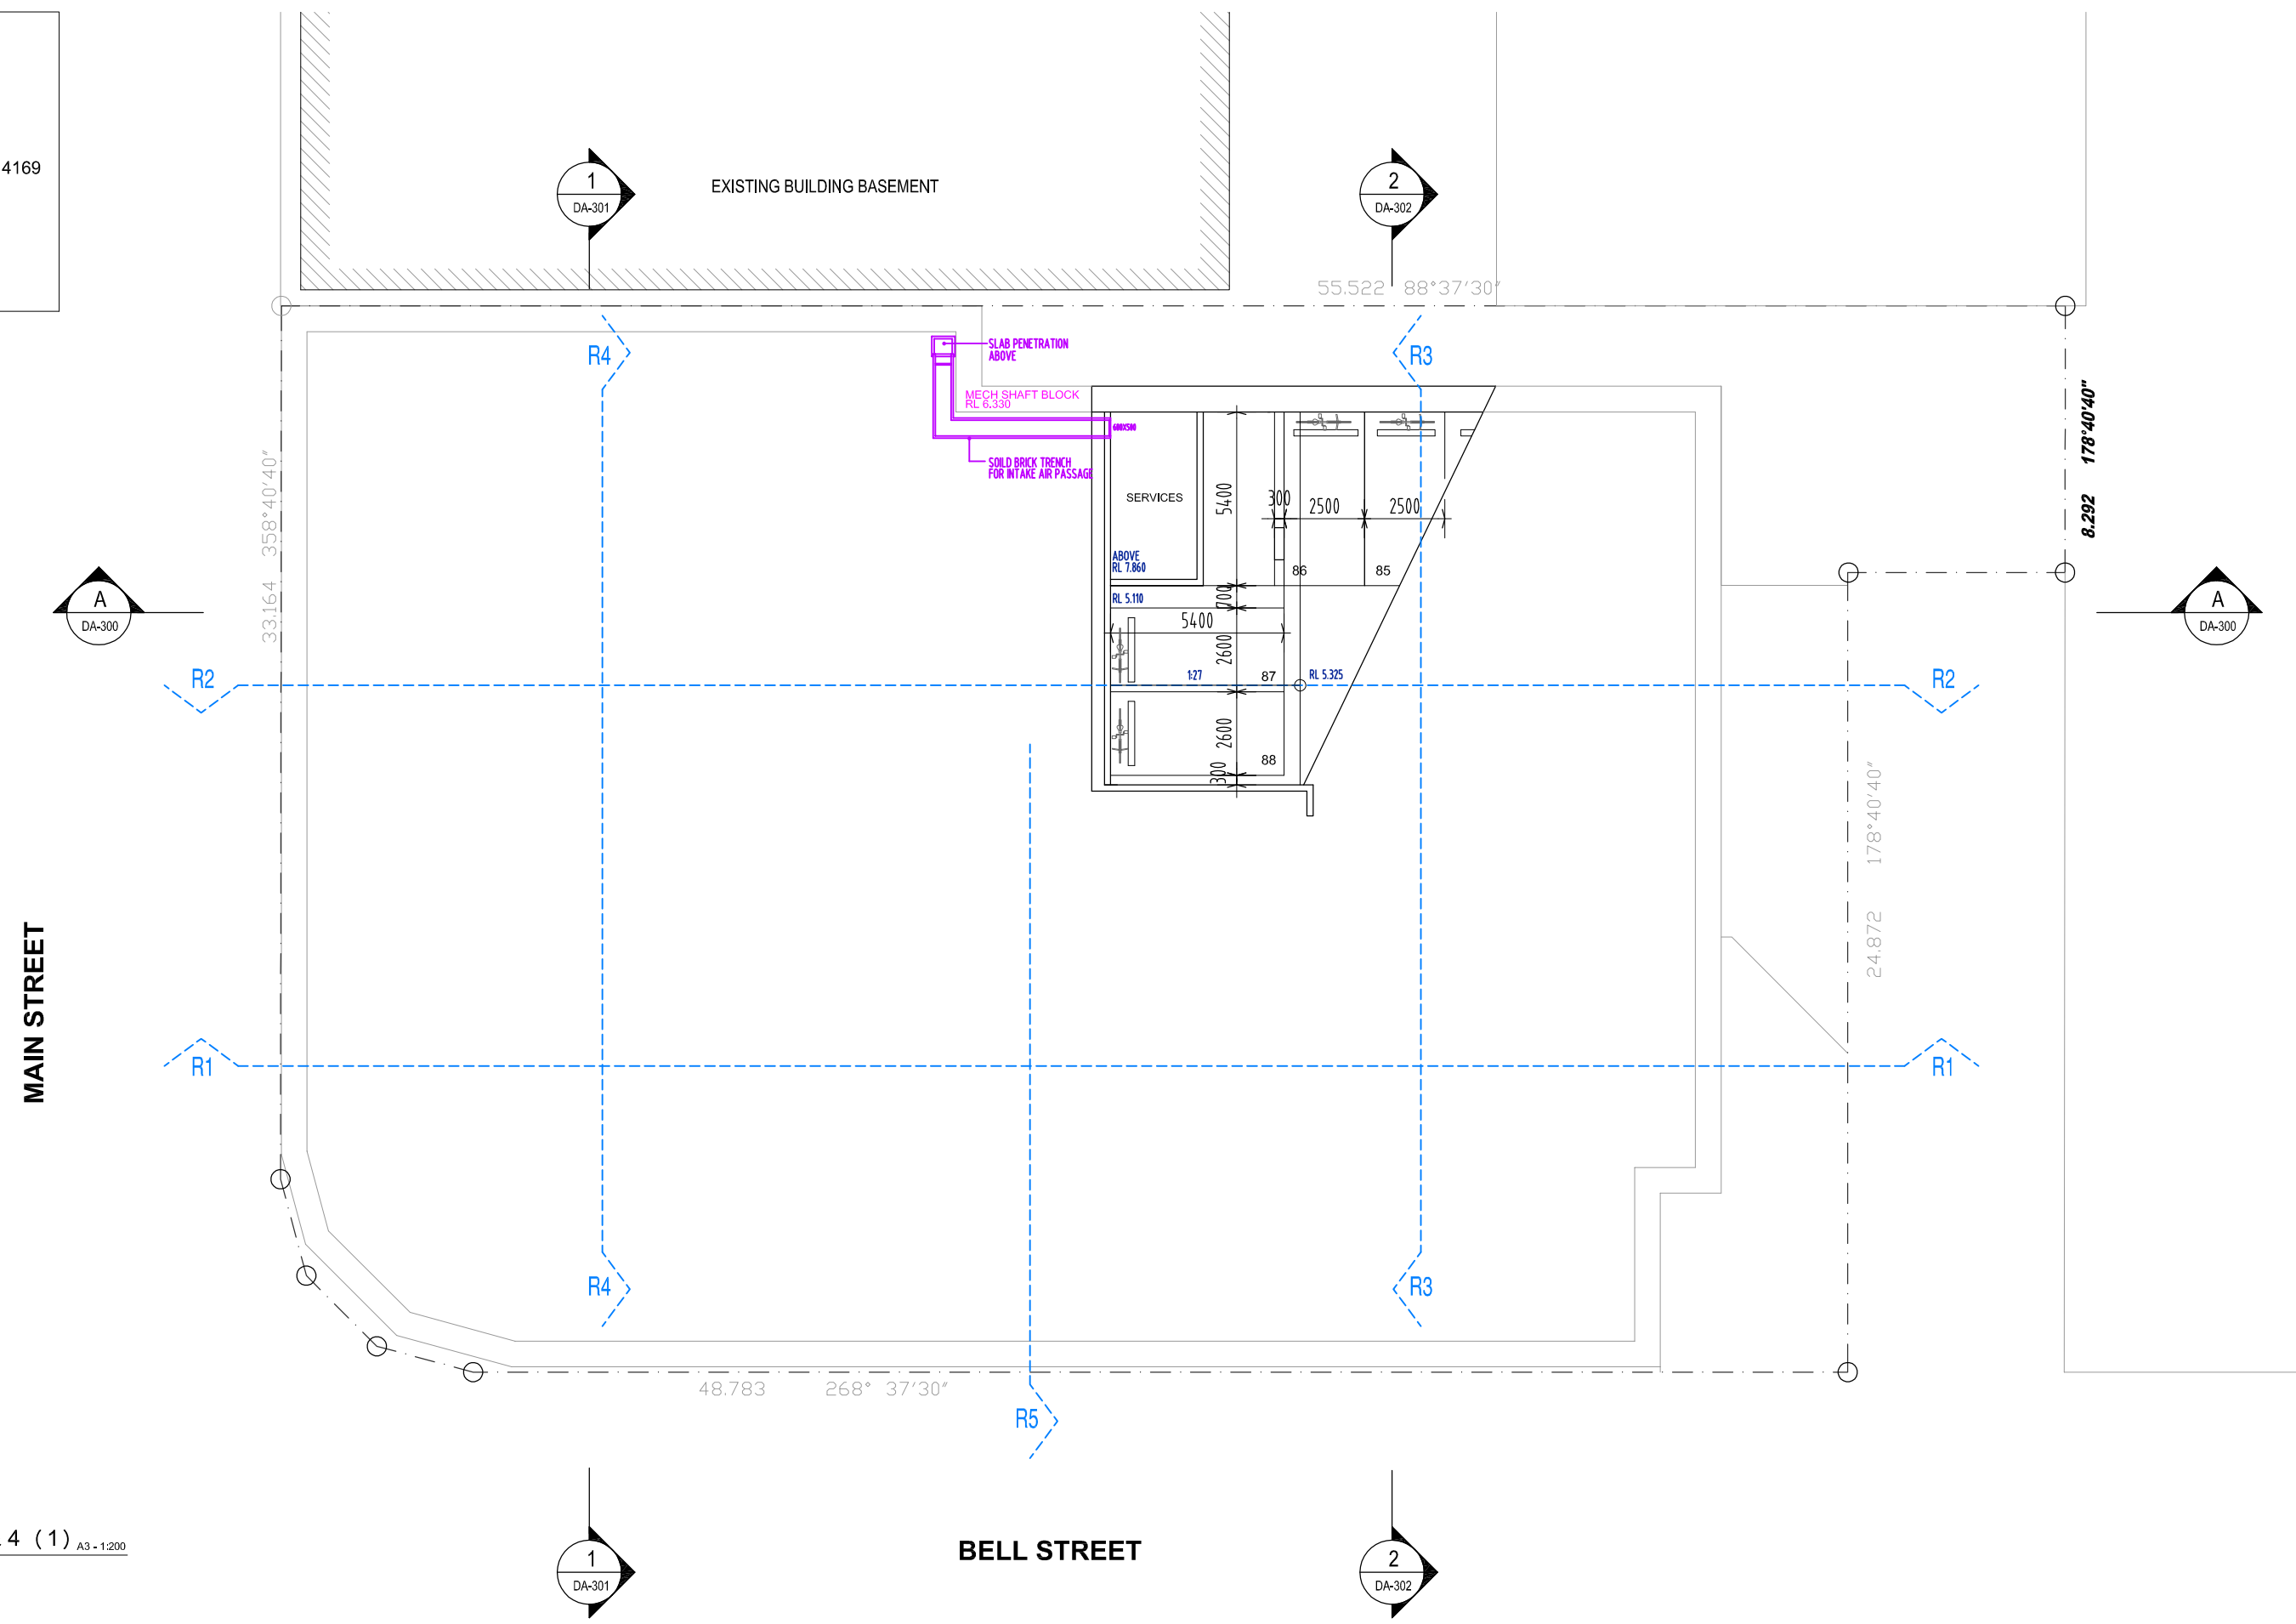 4169
1
DA-301
EXISTING BUILDING BASEMENT
2
DA-302
55.522 88°37'30"
R4
SLAB PENETRATION
ABOVE
R3
MECH SHAFT BLOCK
RL 6.330
600X500
SOILD BRICK TRENCH
FOR INTAKE AIR PASSAGE
8.292 178°40'40"
33.164 358°40'40"
SERVICES
5400
300
2500
2500
ABOVE
RL 7.860
86
85
A
DA-300
RL 5.110
700
5400
A
DA-300
2600
R2
1:27
87
RL 5.325
R2
2600
88
300
24.872 178°40'40"
MAIN STREET
R1
R1
R4
R3
48.783 268° 37'30"
R5
4 (1) A3 - 1:200
1
DA-301
BELL STREET
2
DA-302